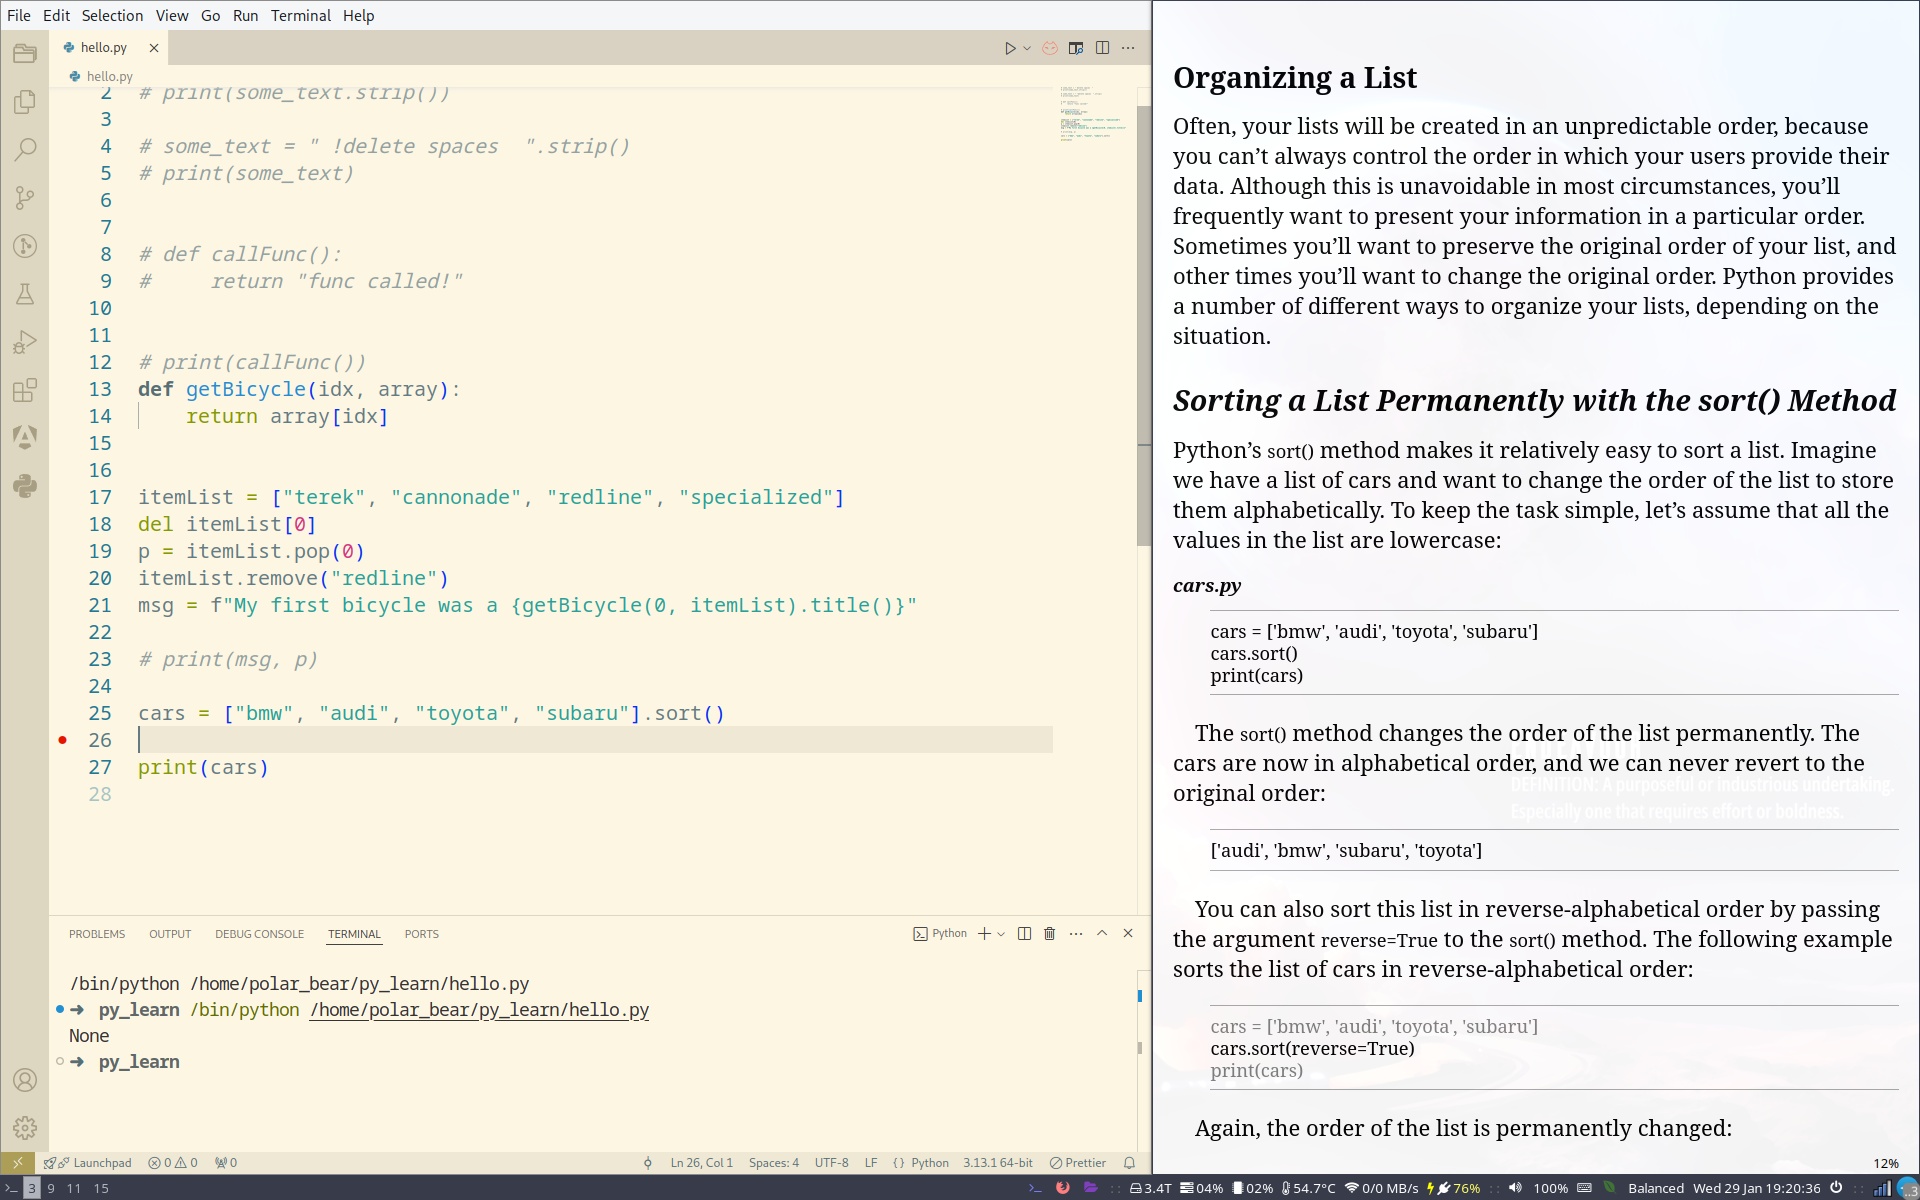 File Edit Selection View Go Run Terminal Help
hello.py
hello.py
2 # print(some_text.strip())
3
4 # some_text = " !delete spaces  ".strip()
5 # print(some_text)
6
7
8 # def callFunc():
9 #     return "func called!"
10
11
12 # print(callFunc())
13 def getBicycle(idx, array):
14     return array[idx]
15
16
17 itemList = ["terek", "cannonade", "redline", "specialized"]
18 del itemList[0]
19 p = itemList.pop(0)
20 itemList.remove("redline")
21 msg = f"My first bicycle was a {getBicycle(0, itemList).title()}"
22
23 # print(msg, p)
24
25 cars = ["bmw", "audi", "toyota", "subaru"].sort()
26
27 print(cars)
28
PROBLEMS OUTPUT DEBUG CONSOLE TERMINAL PORTS Python
/bin/python /home/polar_bear/py_learn/hello.py
➜ py_learn /bin/python /home/polar_bear/py_learn/hello.py
None
➜ py_learn
Launchpad 0 0 0 Ln 26, Col 1 Spaces: 4 UTF-8 LF {} Python 3.13.1 64-bit Prettier
Organizing a List
Often, your lists will be created in an unpredictable order, because
you can’t always control the order in which your users provide their
data. Although this is unavoidable in most circumstances, you’ll
frequently want to present your information in a particular order.
Sometimes you’ll want to preserve the original order of your list, and
other times you’ll want to change the original order. Python provides
a number of different ways to organize your lists, depending on the
situation.
Sorting a List Permanently with the sort() Method
Python’s sort() method makes it relatively easy to sort a list. Imagine
we have a list of cars and want to change the order of the list to store
them alphabetically. To keep the task simple, let’s assume that all the
values in the list are lowercase:
cars.py
cars = ['bmw', 'audi', 'toyota', 'subaru']
cars.sort()
print(cars)
The sort() method changes the order of the list permanently. The
cars are now in alphabetical order, and we can never revert to the
original order:
DEFINITION: A purposeful or industrious undertaking.
Especially one that requires effort or boldness.
['audi', 'bmw', 'subaru', 'toyota']
You can also sort this list in reverse-alphabetical order by passing
the argument reverse=True to the sort() method. The following example
sorts the list of cars in reverse-alphabetical order:
cars = ['bmw', 'audi', 'toyota', 'subaru']
cars.sort(reverse=True)
print(cars)
Again, the order of the list is permanently changed:
12%
3 9 11 15 3.4T 04% 02% 54.7°C 0/0 MB/s 76% 100% Balanced Wed 29 Jan 19:20:36